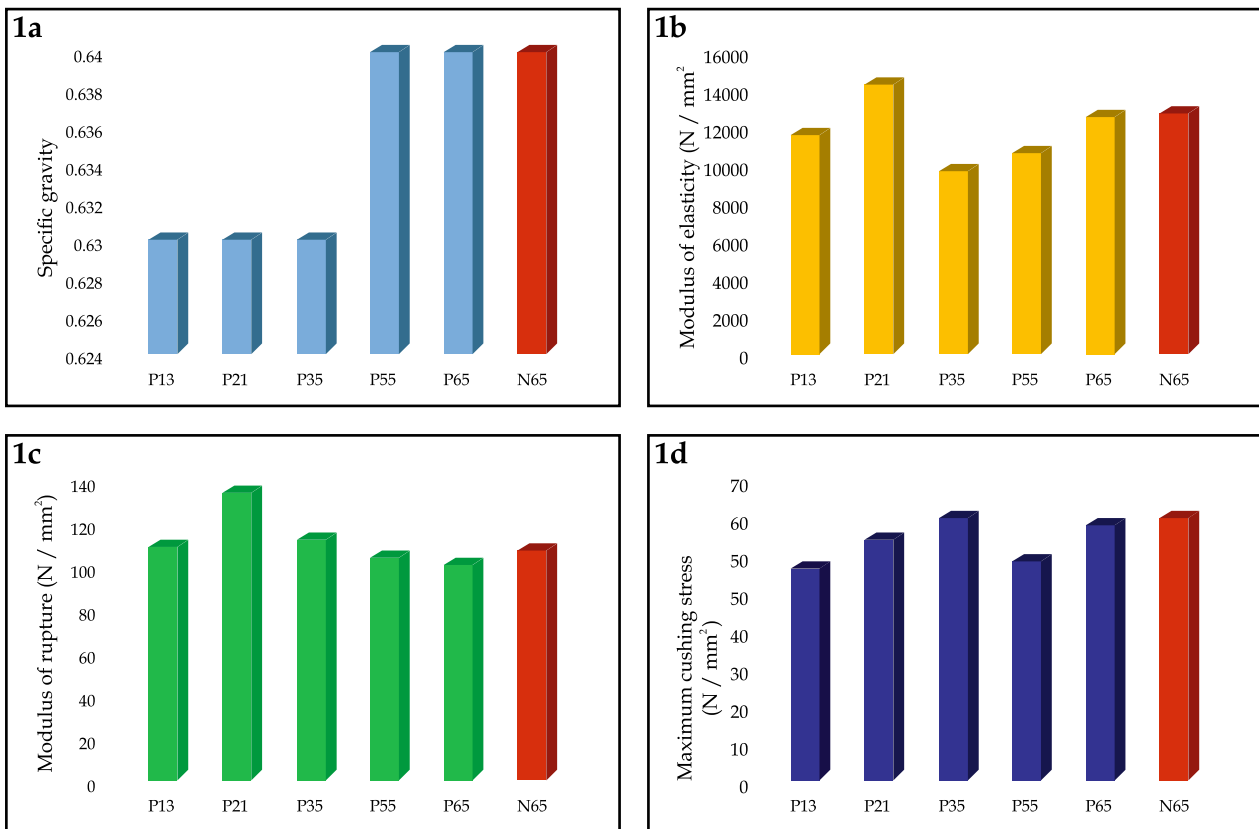 1a
Specific gravity
0.64
0.638
0.636
0.634
0.632
0.63
0.628
0.626
0.624
P13 P21 P35 P55 P65 N65
1b
Modulus of elasticity (N / mm²
16000
14000
12000
10000
8000
6000
4000
2000
0
P13 P21 P35 P55 P65 N65
1c
Modulus of rupture (N / mm²)
140
120
100
80
60
40
20
0
P13 P21 P35 P55 P65 N65
1d
Maximum cushing stress
(N / mm²)
70
60
50
50
40
30
20
10
0
P13 P21 P35 P55 P65 N65